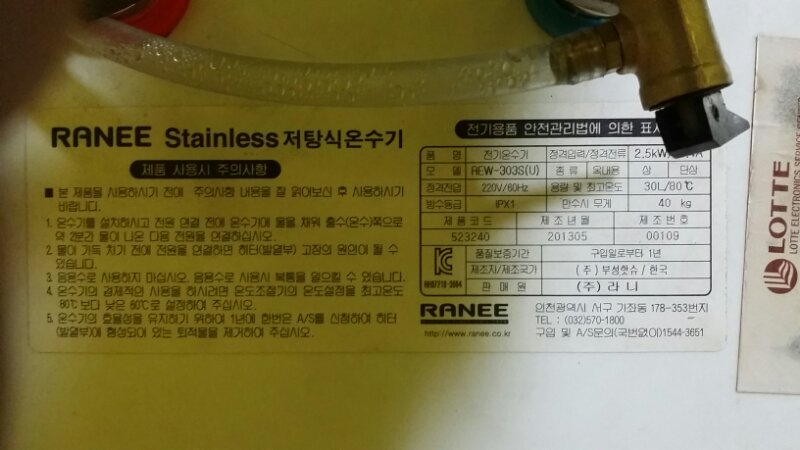 RANEE Stainless 저탕식온수기
제품 사용시 주의사항
■ 본 제품을 사용하시기 전에 주의사항 내용을 잘 읽어보신 후 사용하시기
바랍니다.
1. 온수기를 설치하시고 전원 연결 전에 온수기에 물을 채워 출수(온수)쪽으로
약 2분간 물이 나온 다음 전원을 연결하십시오.
2. 물이 가득 차기 전에 전원을 연결하면 히터(발열부) 고장의 원인이 될 수
있습니다.
3. 음용수로 사용하지 마십시오. 음용수로 사용시 복통을 일으킬 수 있습니다.
4. 온수기의 경제적인 사용을 하시려면 온도조절기의 온도설정을 최고온도
80℃ 보다 낮은 60℃로 설정하여 주십시오.
5. 온수기의 효율성을 유지하기 위하여 1년에 한번은 A/S를 신청하여 히터
(발열부)에 형성되어 있는 퇴적물을 제거하여 주십시오.
전기용품 안전관리법에 의한 표시
품 명 전기온수기 정격입력/정격전류 2.5kW/
모 델 REW-303S(U) 종 류 옥내용 상 단상
정격전압 220V/60Hz 용량 및 최고온도 30L/80℃
방수등급 IPX1 만수시 무게 40 kg
제품코드 제조년월 제조번호
523240 201305 00109
품질보증기간 구입일로부터 1년
제조자/제조국가 (주)부성핫슈 / 한국
판 매 원 (주)라니
RANEE
http://www.ranee.co.kr
인천광역시 서구 가좌동 178-353번지
TEL : (032)570-1800
구입 및 A/S문의(국번없이)1544-3651
LOTTE